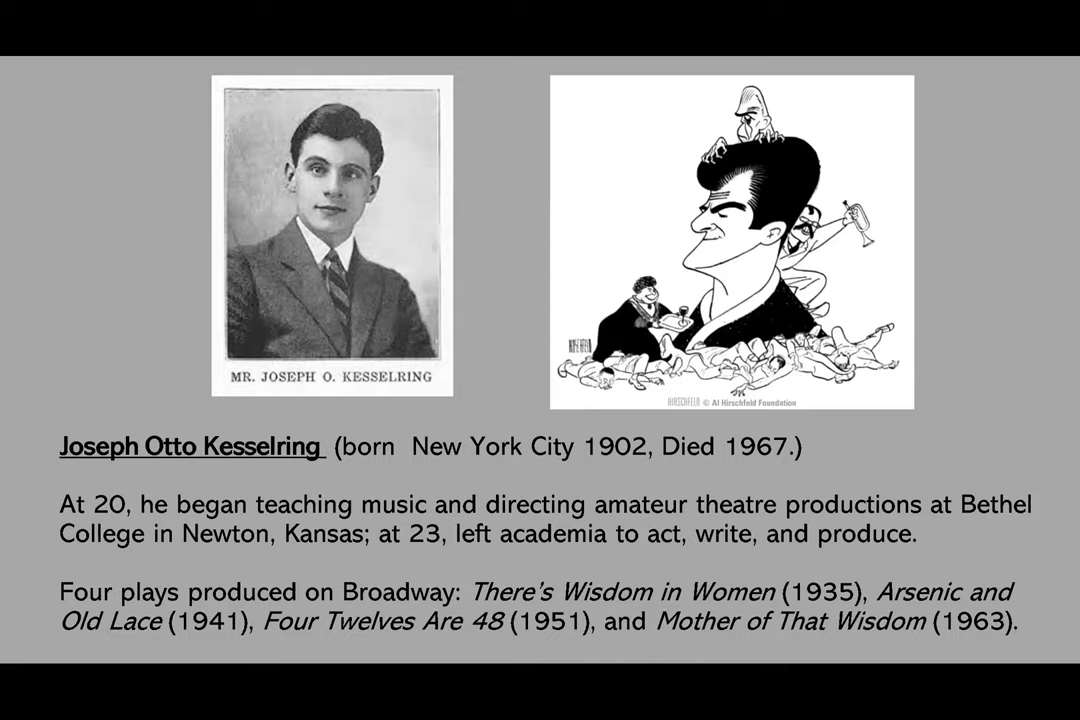 MR. JOSEPH O. KESSELRING
HIRSCHFELD
HIRSCHFELD © Al Hirschfeld Foundation
Joseph Otto Kesselring (born New York City 1902, Died 1967.)
At 20, he began teaching music and directing amateur theatre productions at Bethel
College in Newton, Kansas; at 23, left academia to act, write, and produce.
Four plays produced on Broadway: There's Wisdom in Women (1935), Arsenic and
Old Lace (1941), Four Twelves Are 48 (1951), and Mother of That Wisdom (1963).